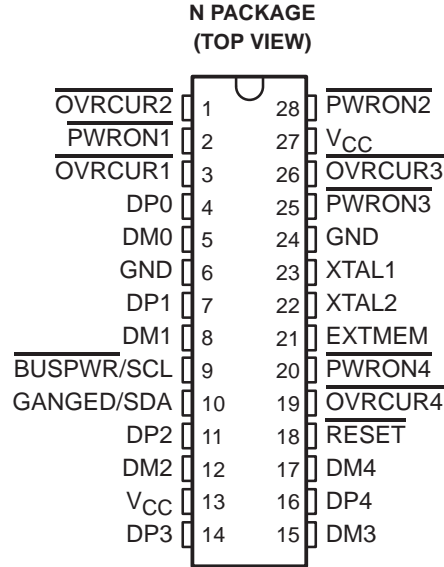 N PACKAGE
(TOP VIEW)
OVRCUR2 1 28 PWRON2
PWRON1 2 27 VCC
OVRCUR1 3 26 OVRCUR3
DP0 4 25 PWRON3
DM0 5 24 GND
GND 6 23 XTAL1
DP1 7 22 XTAL2
DM1 8 21 EXTMEM
BUSPWR/SCL 9 20 PWRON4
GANGED/SDA 10 19 OVRCUR4
DP2 11 18 RESET
DM2 12 17 DM4
VCC 13 16 DP4
DP3 14 15 DM3